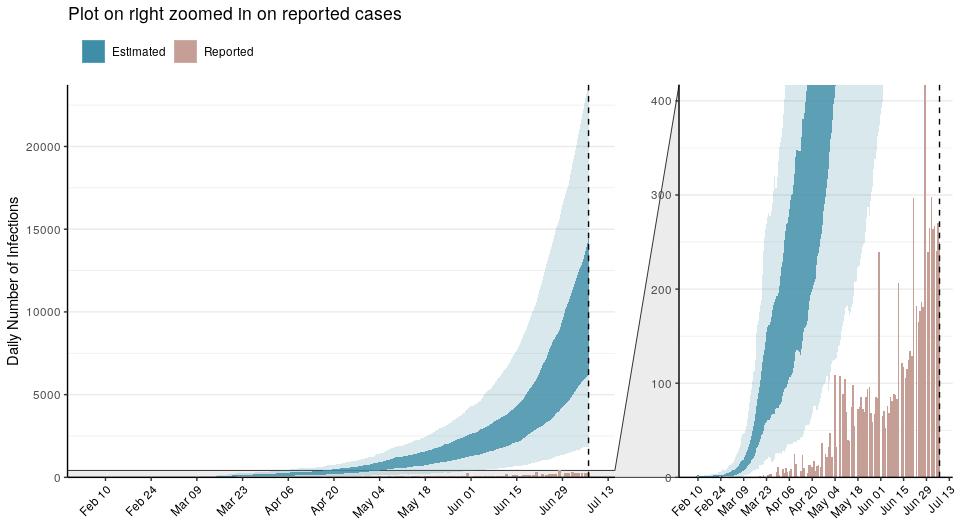 Plot on right zoomed in on reported cases
Estimated Reported
Daily Number of Infections
20000
15000
10000
5000
0
Feb 10 Feb 24 Mar 09 Mar 23 Apr 06 Apr 20 May 04 May 18 Jun 01 Jun 15 Jun 29 Jul 13
400
300
200
100
0
Feb 10 Feb 24 Mar 09 Mar 23 Apr 06 Apr 20 May 04 May 18 Jun 01 Jun 15 Jun 29 Jul 13